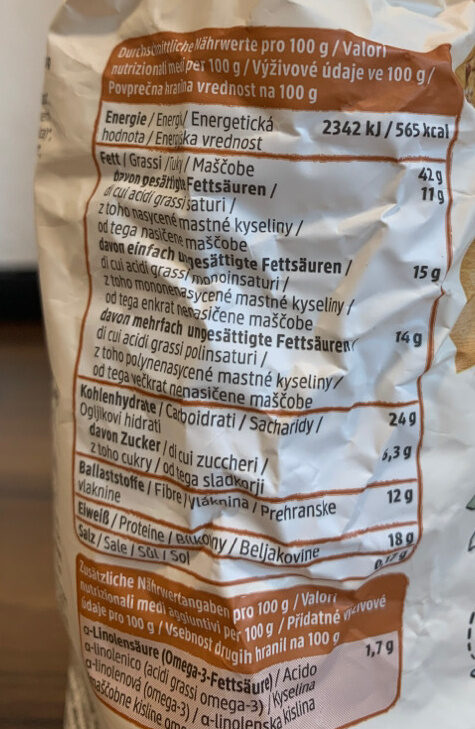 Durchschnittliche Nährwerte pro 100 g / Valori
nutrizionali medi per 100 g / Výživové údaje ve 100 g /
Povprečna hranilna vrednost na 100 g
Energie / Energia / Energetická 2342 kJ / 565 kcal
hodnota / Energijska vrednost
Fett / Grassi / Tuky / Maščobe 42 g
davon gesättigte Fettsäuren / 11 g
di cui acidi grassi saturi /
z toho nasycené mastné kyseliny /
od tega nasičene maščobe
davon einfach ungesättigte Fettsäuren / 15 g
di cui acidi grassi monoinsaturi /
z toho mononenasycené mastné kyseliny /
od tega enkrat nenasičene maščobe
davon mehrfach ungesättigte Fettsäuren/ 14 g
di cui acidi grassi polinsaturi /
z toho polynenasycené mastné kyseliny /
od tega večkrat nenasičene maščobe
Kohlenhydrate / Carboidrati / Sacharidy / 24 g
Ogljikovi hidrati
davon Zucker / di cui zuccheri / ,3 g
z toho cukry / od tega sladkorji
Ballaststoffe / Fibre / Vláknina / Prehranske 12 g
vlaknine
Eiweiß / Proteine / Bílkoviny / Beljakovine 18 g
Salz / Sale / Sůl / Sol 0,17 g
Zusätzliche Nährwertangaben pro 100 g / Valori
nutrizionali medi aggiuntivi per 100 g / Přídatné výživové
údaje pro 100 g / Vsebnost drugih hranil na 100 g
α-Linolensäure (Omega-3-Fettsäure) / Acido 1,7 g
α-linolenico (acidi grassi omega-3) / Kyselina
α-linolenová (omega-3) / α-linolenska kislina
maščobne kisline